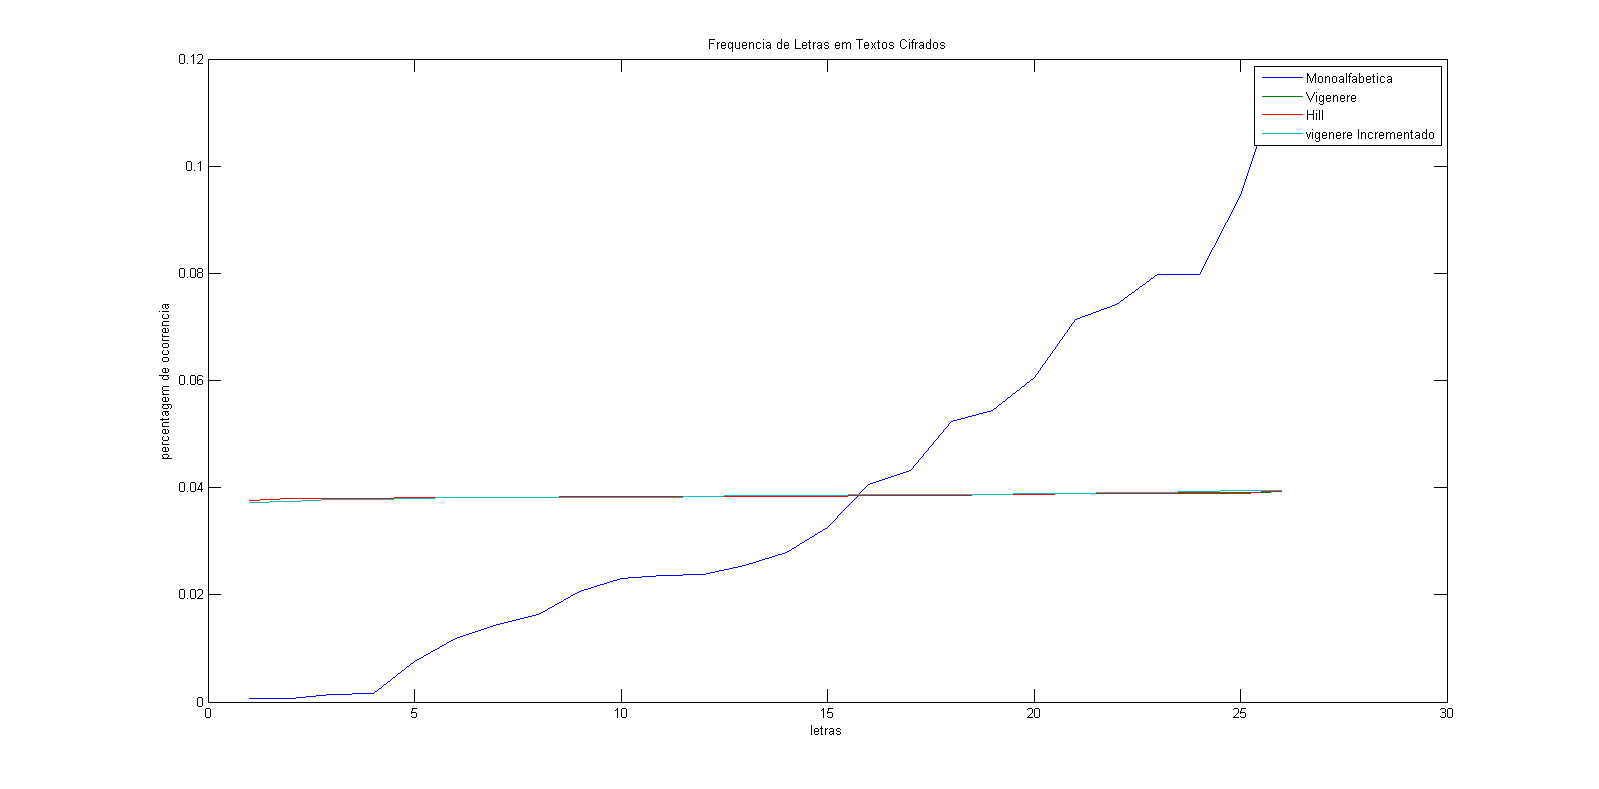 Frequencia de Letras em Textos Cifrados
0.12
0.1
0.08
0.06
0.04
0.02
0
percentagem de ocorrencia
Monoalfabetica
Vigenere
Hill
vigenere Incrementado
0 5 10 15 20 25 30
letras